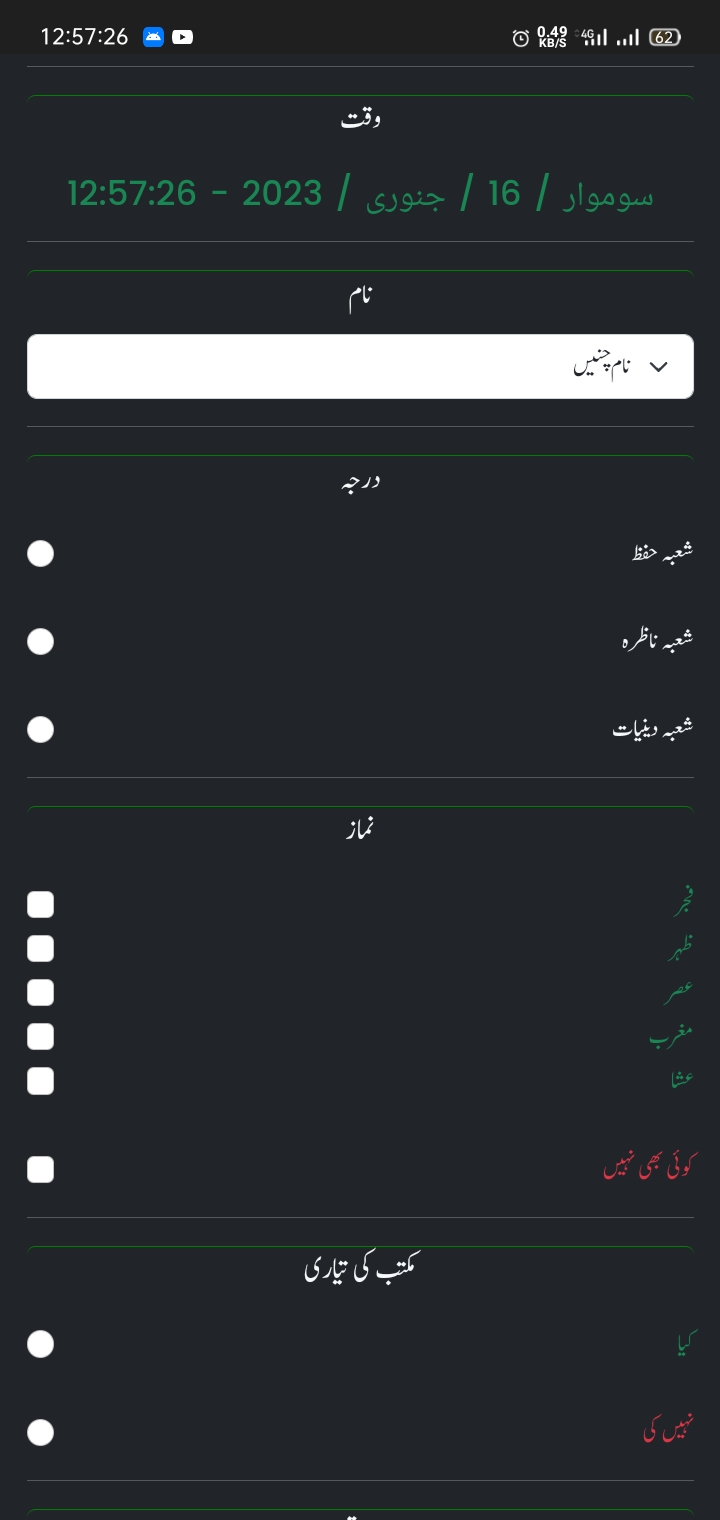 12:57:26 0.49 KB/S 4G 62
وقت
سوموار / 16 / جنوری / 2023 - 12:57:26
نام
نام چنیں
درجہ
شعبہ حفظ
شعبہ ناظرہ
شعبہ دینیات
نماز
فجر
ظہر
عصر
مغرب
عشا
کوئی بھی نہیں
مکتب کی تیاری
کیا
نہیں کی